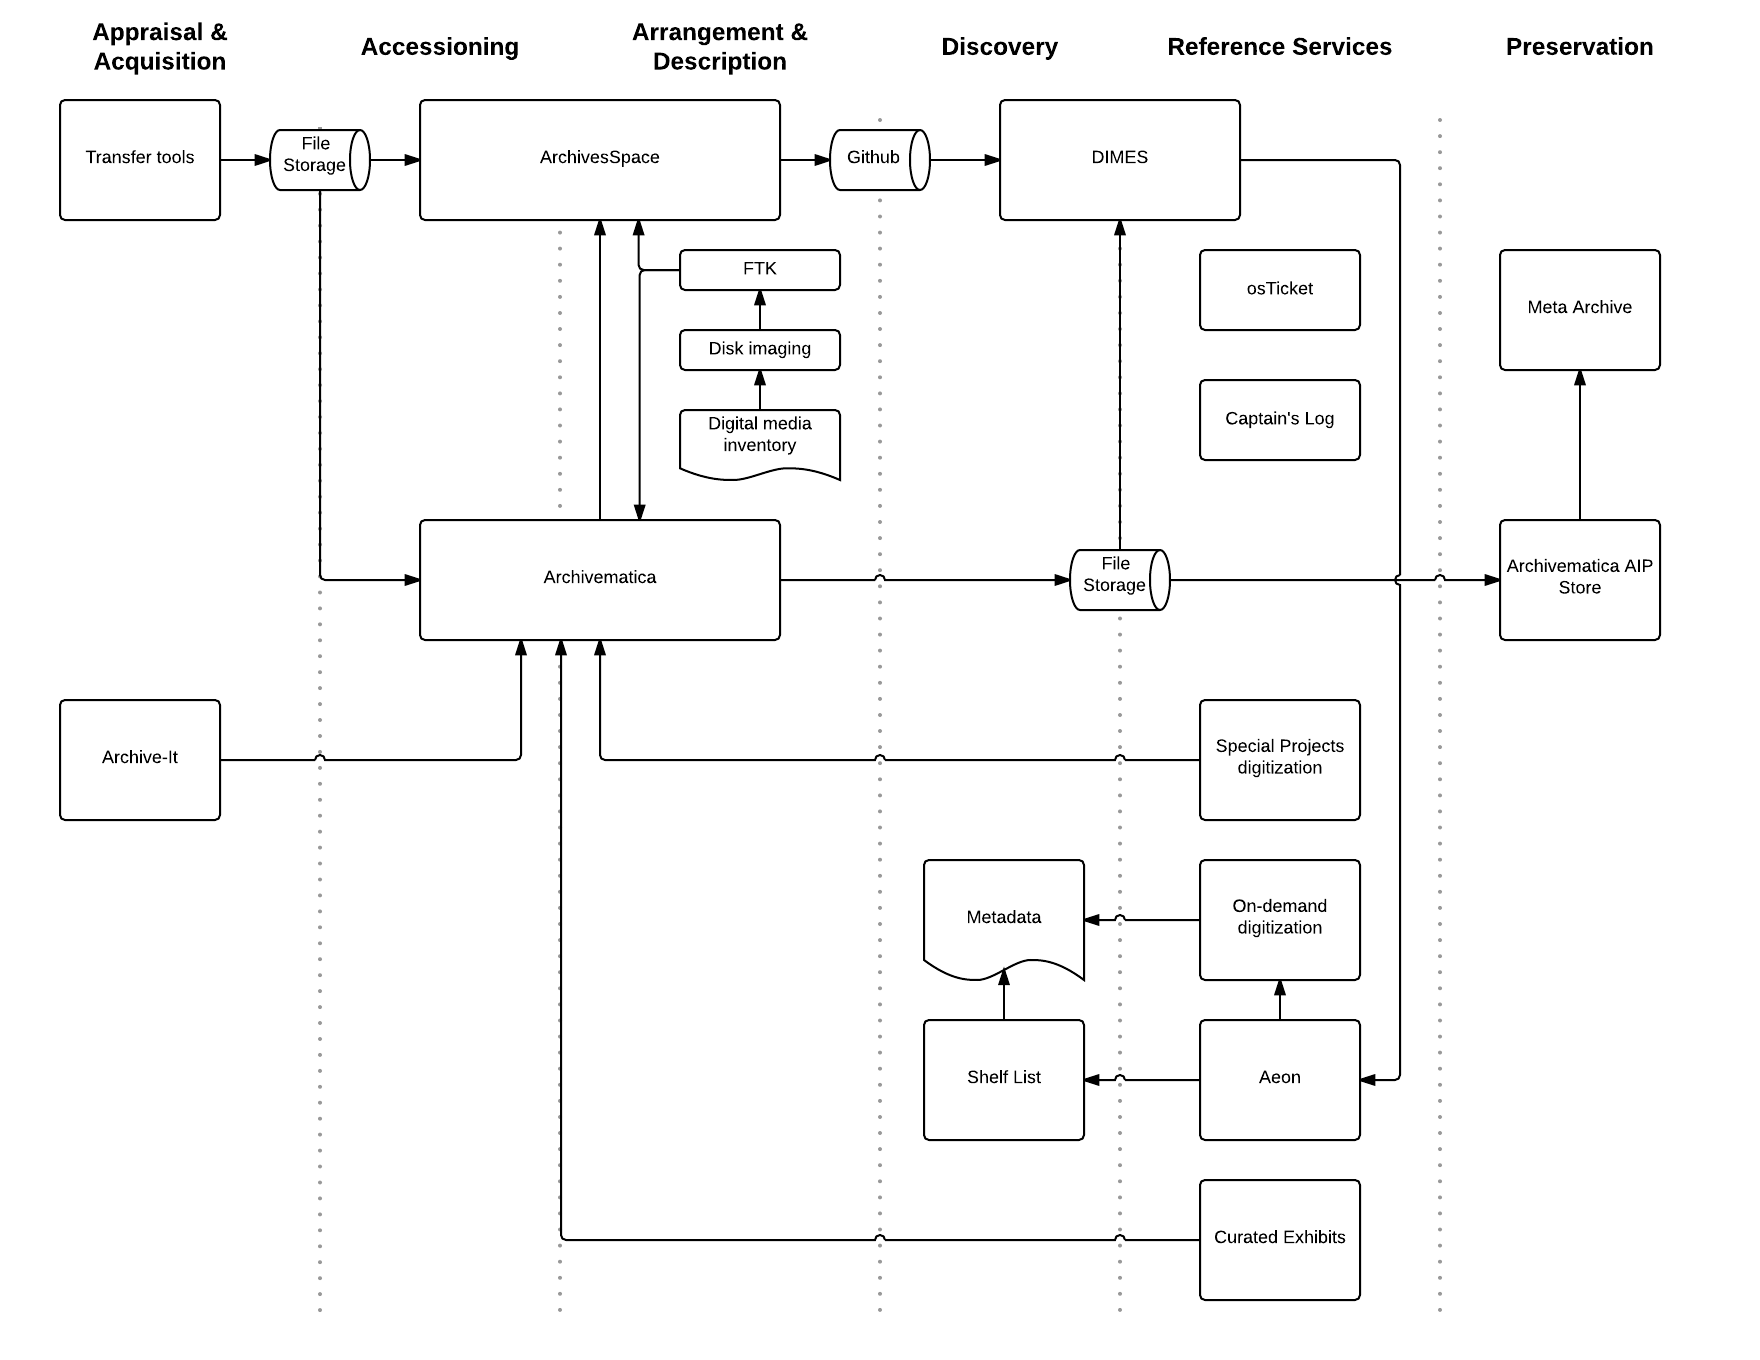 Appraisal &
Acquisition
Accessioning
Arrangement &
Description
Discovery
Reference Services
Preservation
Transfer tools
File
Storage
ArchivesSpace
Github
DIMES
FTK
Disk imaging
Digital media
inventory
osTicket
Captain's Log
Meta Archive
Archivematica
File
Storage
Archivematica AIP
Store
Archive-It
Special Projects
digitization
Metadata
On-demand
digitization
Shelf List
Aeon
Curated Exhibits